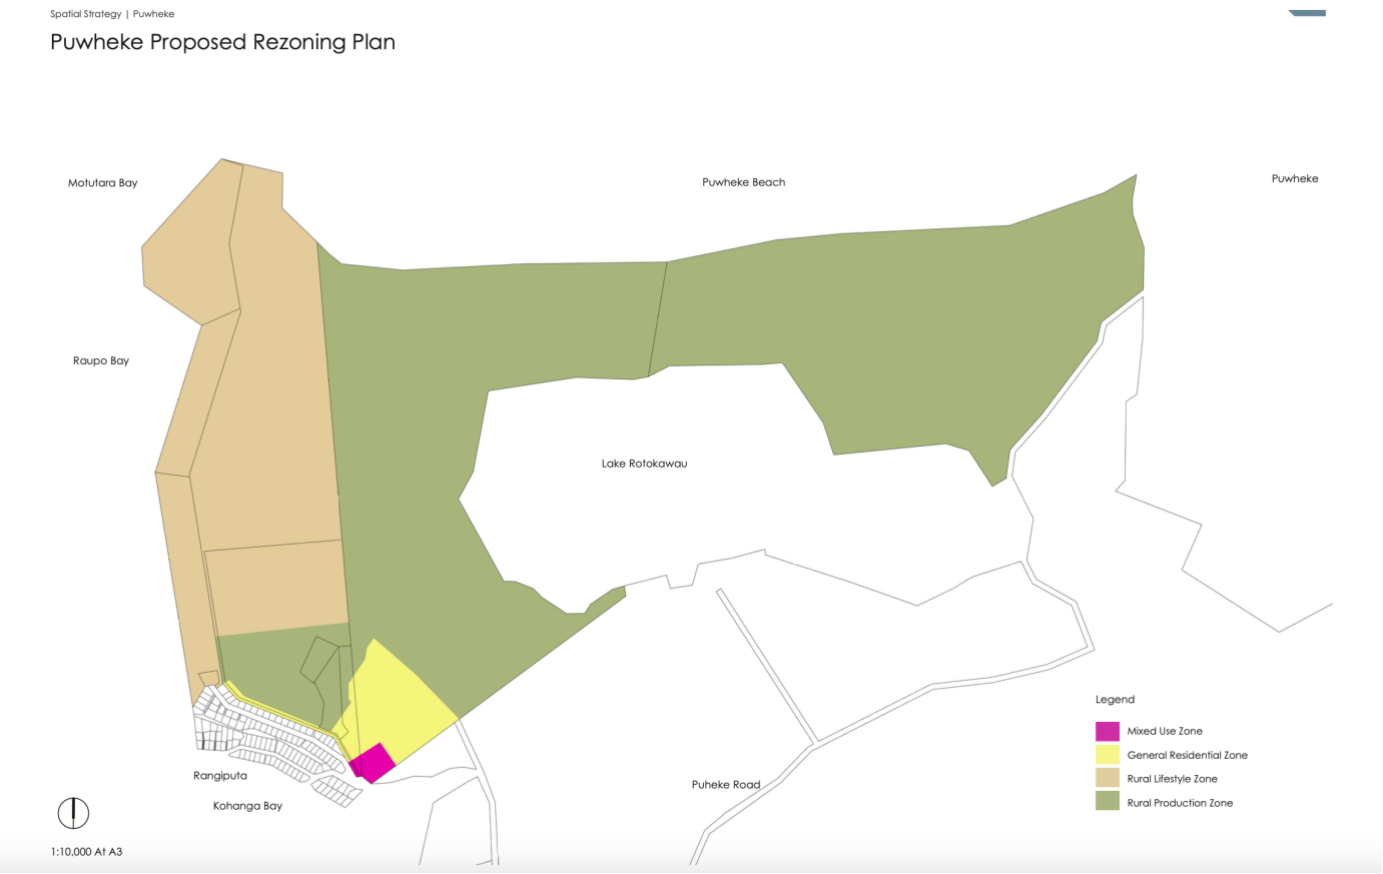 Spatial Strategy | Puwheke
Puwheke Proposed Rezoning Plan
Motutara Bay
Puwheke Beach
Puwheke
Raupo Bay
Lake Rotokawau
Legend
Mixed Use Zone
General Residential Zone
Rural Lifestyle Zone
Rural Production Zone
Rangiputa
Puheke Road
Kohanga Bay
1:10,000 At A3